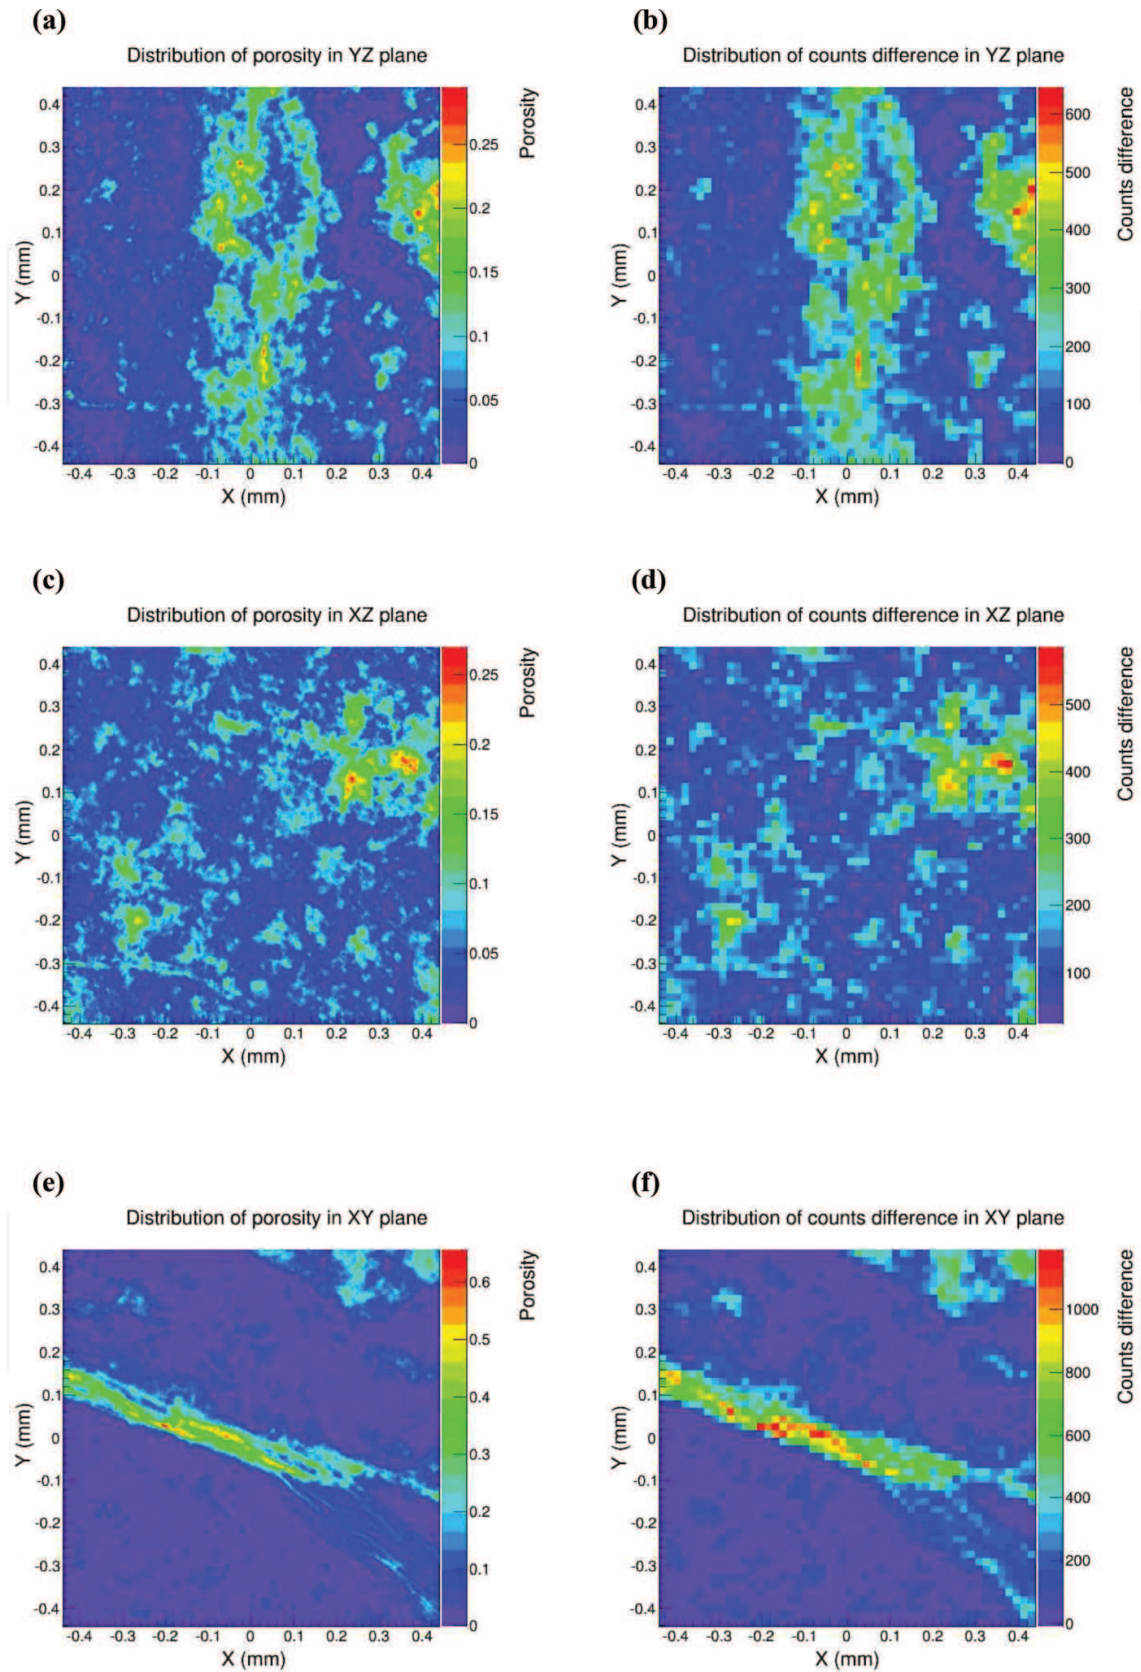 (a)
(b)
Distribution of porosity in YZ plane
Distribution of counts difference in YZ plane
Y (mm)
0.4
0.3
0.2
0.1
0
-0.1
-0.2
-0.3
-0.4
-0.4 -0.3 -0.2 -0.1 0 0.1 0.2 0.3 0.4
X (mm)
Porosity
0.25
0.2
0.15
0.1
0.05
0
Y (mm)
0.4
0.3
0.2
0.1
0
-0.1
-0.2
-0.3
-0.4
-0.4 -0.3 -0.2 -0.1 0 0.1 0.2 0.3 0.4
X (mm)
Counts difference
600
500
400
300
200
100
0
(c)
(d)
Distribution of porosity in XZ plane
Distribution of counts difference in XZ plane
Y (mm)
0.4
0.3
0.2
0.1
0
-0.1
-0.2
-0.3
-0.4
-0.4 -0.3 -0.2 -0.1 0 0.1 0.2 0.3 0.4
X (mm)
Porosity
0.25
0.2
0.15
0.1
0.05
0
Y (mm)
0.4
0.3
0.2
0.1
0
-0.1
-0.2
-0.3
-0.4
-0.4 -0.3 -0.2 -0.1 0 0.1 0.2 0.3 0.4
X (mm)
Counts difference
500
400
300
200
100
(e)
(f)
Distribution of porosity in XY plane
Distribution of counts difference in XY plane
Y (mm)
0.4
0.3
0.2
0.1
0
-0.1
-0.2
-0.3
-0.4
-0.4 -0.3 -0.2 -0.1 0 0.1 0.2 0.3 0.4
X (mm)
Porosity
0.6
0.5
0.4
0.3
0.2
0.1
0
Y (mm)
0.4
0.3
0.2
0.1
0
-0.1
-0.2
-0.3
-0.4
-0.4 -0.3 -0.2 -0.1 0 0.1 0.2 0.3 0.4
X (mm)
Counts difference
1000
800
600
400
200
0